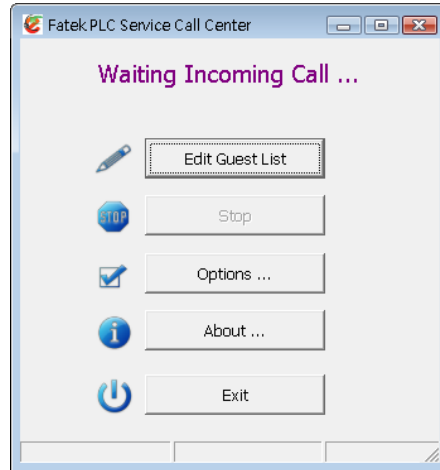 Fatek PLC Service Call Center
Waiting Incoming Call ...
Edit Guest List
STOP
Stop
Options ...
About ...
Exit